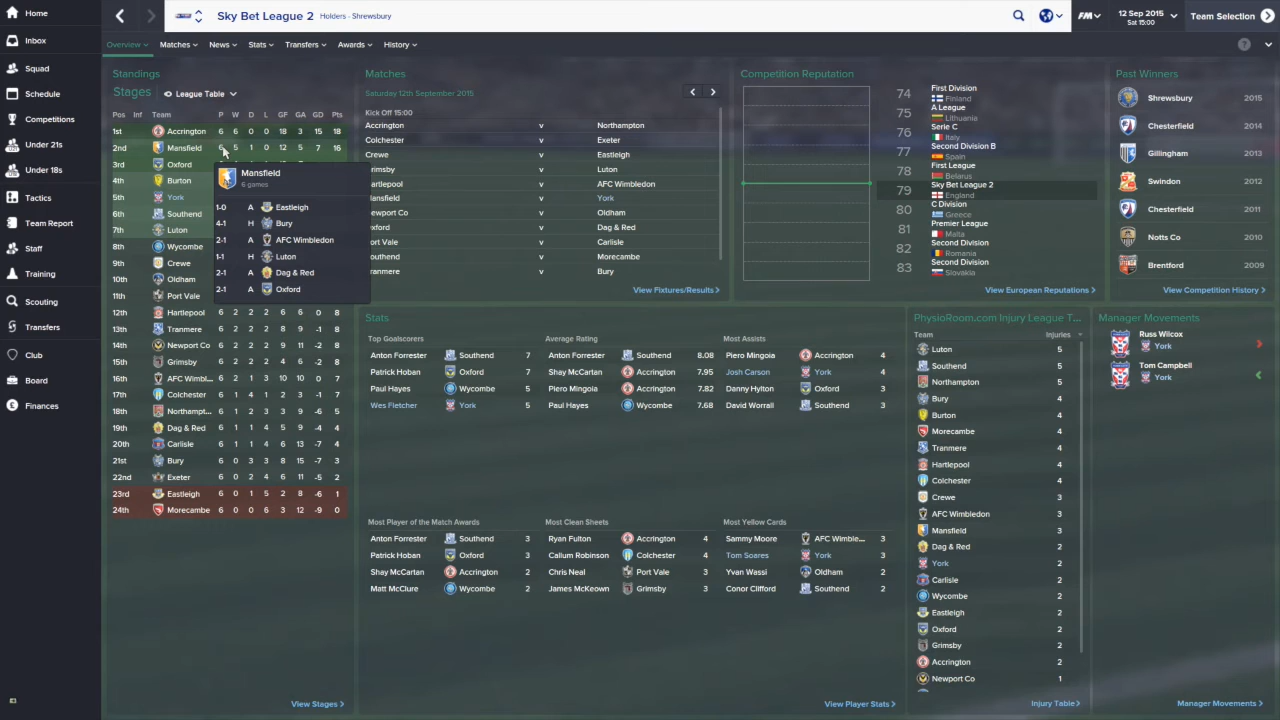 Home
Inbox
Squad
Schedule
Competitions
Under 21s
Under 18s
Tactics
Team Report
Staff
Training
Scouting
Transfers
Club
Board
Finances
Sky Bet League 2 Holders - Shrewsbury
FM
12 Sep 2015
Sat 15:00
Team Selection
Overview Matches News Stats Transfers Awards History
Standings
Stages League Table
Pos Inf Team P W D L GF GA GD Pts
1st Accrington 6 6 0 0 18 3 15 18
2nd Mansfield 6 5 1 0 12 5 7 16
3rd Oxford
4th Burton
5th York
6th Southend
7th Luton
8th Wycombe
9th Crewe
10th Oldham
11th Port Vale
12th Hartlepool 6 2 2 2 6 6 0 8
13th Tranmere 6 2 2 2 8 9 -1 8
14th Newport Co 6 2 2 2 9 11 -2 8
15th Grimsby 6 2 2 2 4 6 -2 8
16th AFC Wimbl... 6 2 1 3 10 10 0 7
17th Colchester 6 1 4 1 2 3 -1 7
18th Northampt... 6 1 2 3 3 9 -6 5
19th Dag & Red 6 1 1 4 5 9 -4 4
20th Carlisle 6 1 1 4 6 13 -7 4
21st Bury 6 0 3 3 8 15 -7 3
22nd Exeter 6 0 2 4 6 11 -5 2
23rd Eastleigh 6 0 1 5 2 8 -6 1
24th Morecambe 6 0 0 6 3 12 -9 0
View Stages
Mansfield
6 games
1-0 A Eastleigh
4-1 H Bury
2-1 A AFC Wimbledon
1-1 H Luton
2-1 A Dag & Red
2-1 A Oxford
Matches
Saturday 12th September 2015
Kick Off 15:00
Accrington v Northampton
Colchester v Exeter
Crewe v Eastleigh
Grimsby v Luton
Hartlepool v AFC Wimbledon
Mansfield v York
Newport Co v Oldham
Oxford v Dag & Red
Port Vale v Carlisle
Southend v Morecambe
Tranmere v Bury
View Fixtures/Results
Competition Reputation
74 First Division
Finland
75 A League
Lithuania
76 Serie C
Italy
77 Second Division B
Spain
78 First League
Belarus
79 Sky Bet League 2
England
80 C Division
Greece
81 Premier League
Malta
82 Second Division
Romania
83 Second Division
Slovakia
View European Reputations
Past Winners
Shrewsbury 2015
Chesterfield 2014
Gillingham 2013
Swindon 2012
Chesterfield 2011
Notts Co 2010
Brentford 2009
View Competition History
Stats
Top Goalscorers
Anton Forrester Southend 7
Patrick Hoban Oxford 7
Paul Hayes Wycombe 5
Wes Fletcher York 5
Average Rating
Anton Forrester Southend 8.08
Shay McCartan Accrington 7.95
Piero Mingoia Accrington 7.82
Paul Hayes Wycombe 7.68
Most Assists
Piero Mingoia Accrington 4
Josh Carson York 4
Danny Hylton Oxford 3
David Worrall Southend 3
Most Player of the Match Awards
Anton Forrester Southend 3
Patrick Hoban Oxford 3
Shay McCartan Accrington 2
Matt McClure Wycombe 2
Most Clean Sheets
Ryan Fulton Accrington 4
Callum Robinson Colchester 4
Chris Neal Port Vale 3
James McKeown Grimsby 3
Most Yellow Cards
Sammy Moore AFC Wimble... 3
Tom Soares York 3
Yvan Wassi Oldham 2
Conor Clifford Southend 2
View Player Stats
PhysioRoom.com Injury League T...
Team Injuries
Luton 5
Southend 5
Northampton 5
Bury 4
Burton 4
Morecambe 4
Tranmere 4
Hartlepool 4
Colchester 4
Crewe 3
AFC Wimbledon 3
Mansfield 3
Dag & Red 2
York 2
Carlisle 2
Wycombe 2
Eastleigh 2
Oxford 2
Grimsby 2
Accrington 2
Newport Co 1
Injury Table
Manager Movements
Russ Wilcox
York
Tom Campbell
York
Manager Movements